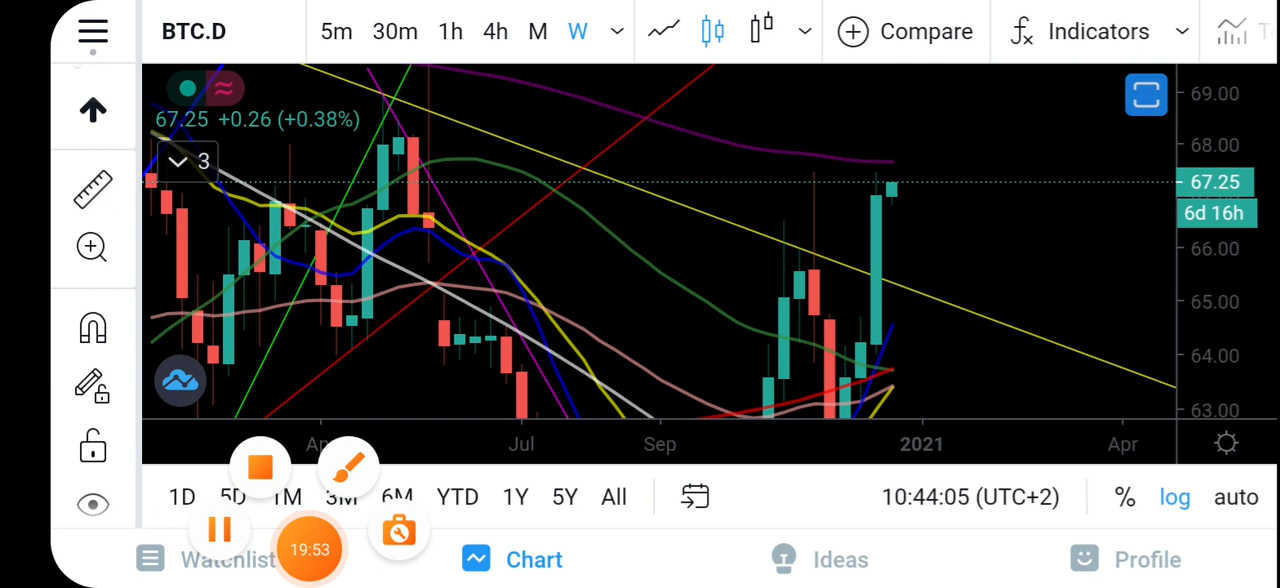 BTC.D 5m 30m 1h 4h M W Compare Indicators
67.25 +0.26 (+0.38%)
3
69.00
68.00
67.25
6d 16h
66.00
65.00
64.00
63.00
Jul Sep 2021 Apr
1D 5D 1M 3M 6M YTD 1Y 5Y All 10:44:05 (UTC+2) % log auto
19:53
Watchlist Chart Ideas Profile